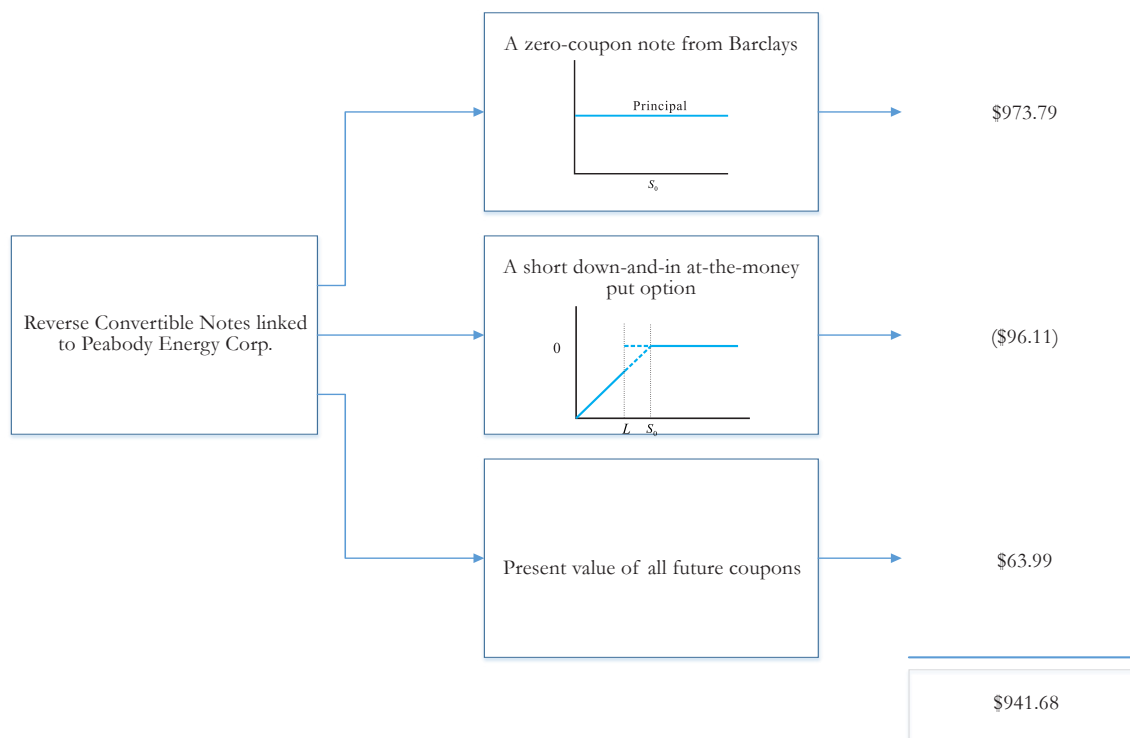 A zero-coupon note from Barclays
Principal
S₀
$973.79
Reverse Convertible Notes linked
to Peabody Energy Corp.
A short down-and-in at-the-money
put option
0
L S₀
($96.11)
Present value of all future coupons
$63.99
$941.68